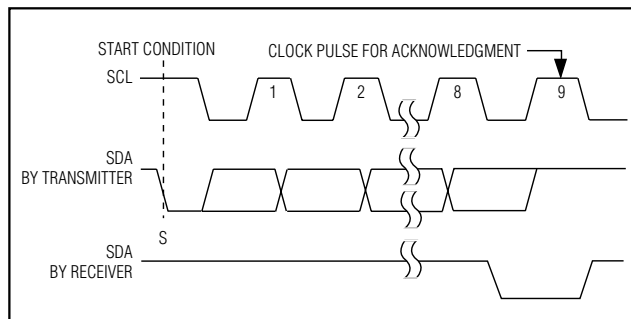 START CONDITION
CLOCK PULSE FOR ACKNOWLEDGMENT
SCL
1
2
8
9
SDA
BY TRANSMITTER
S
SDA
BY RECEIVER